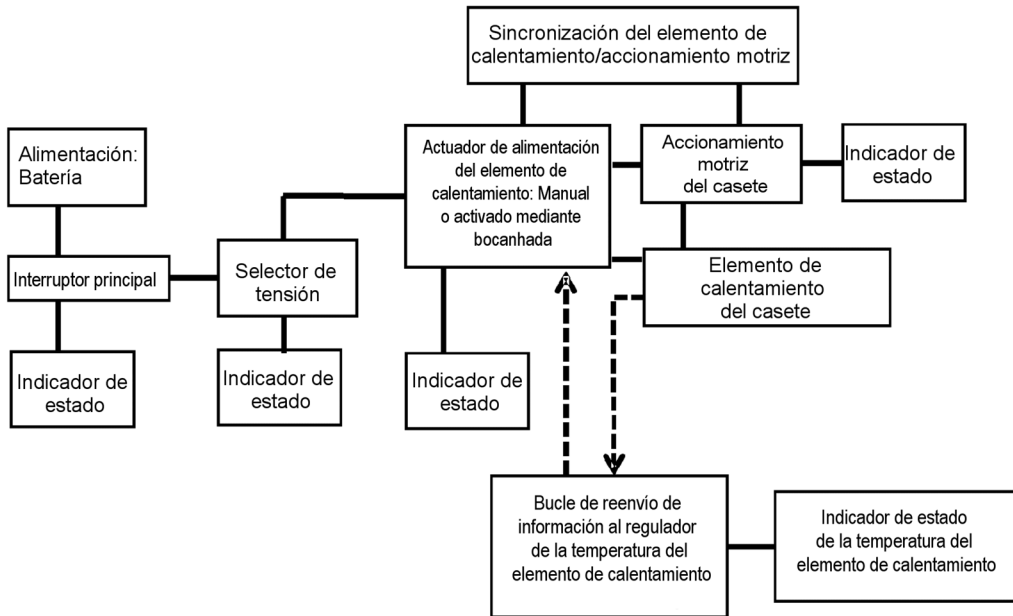 Sincronización del elemento de
calentamiento/accionamiento motriz
Alimentación:
Batería
Actuador de alimentación
del elemento de
calentamiento: Manual
o activado mediante
bocanhada
Accionamiento
motriz
del casete
Indicador de
estado
Interruptor principal
Selector de
tensión
Elemento de
calentamiento
del casete
Indicador de
estado
Indicador de
estado
Indicador de
estado
Bucle de reenvío de
información al regulador
de la temperatura del
elemento de calentamiento
Indicador de estado
de la temperatura del
elemento de calentamiento